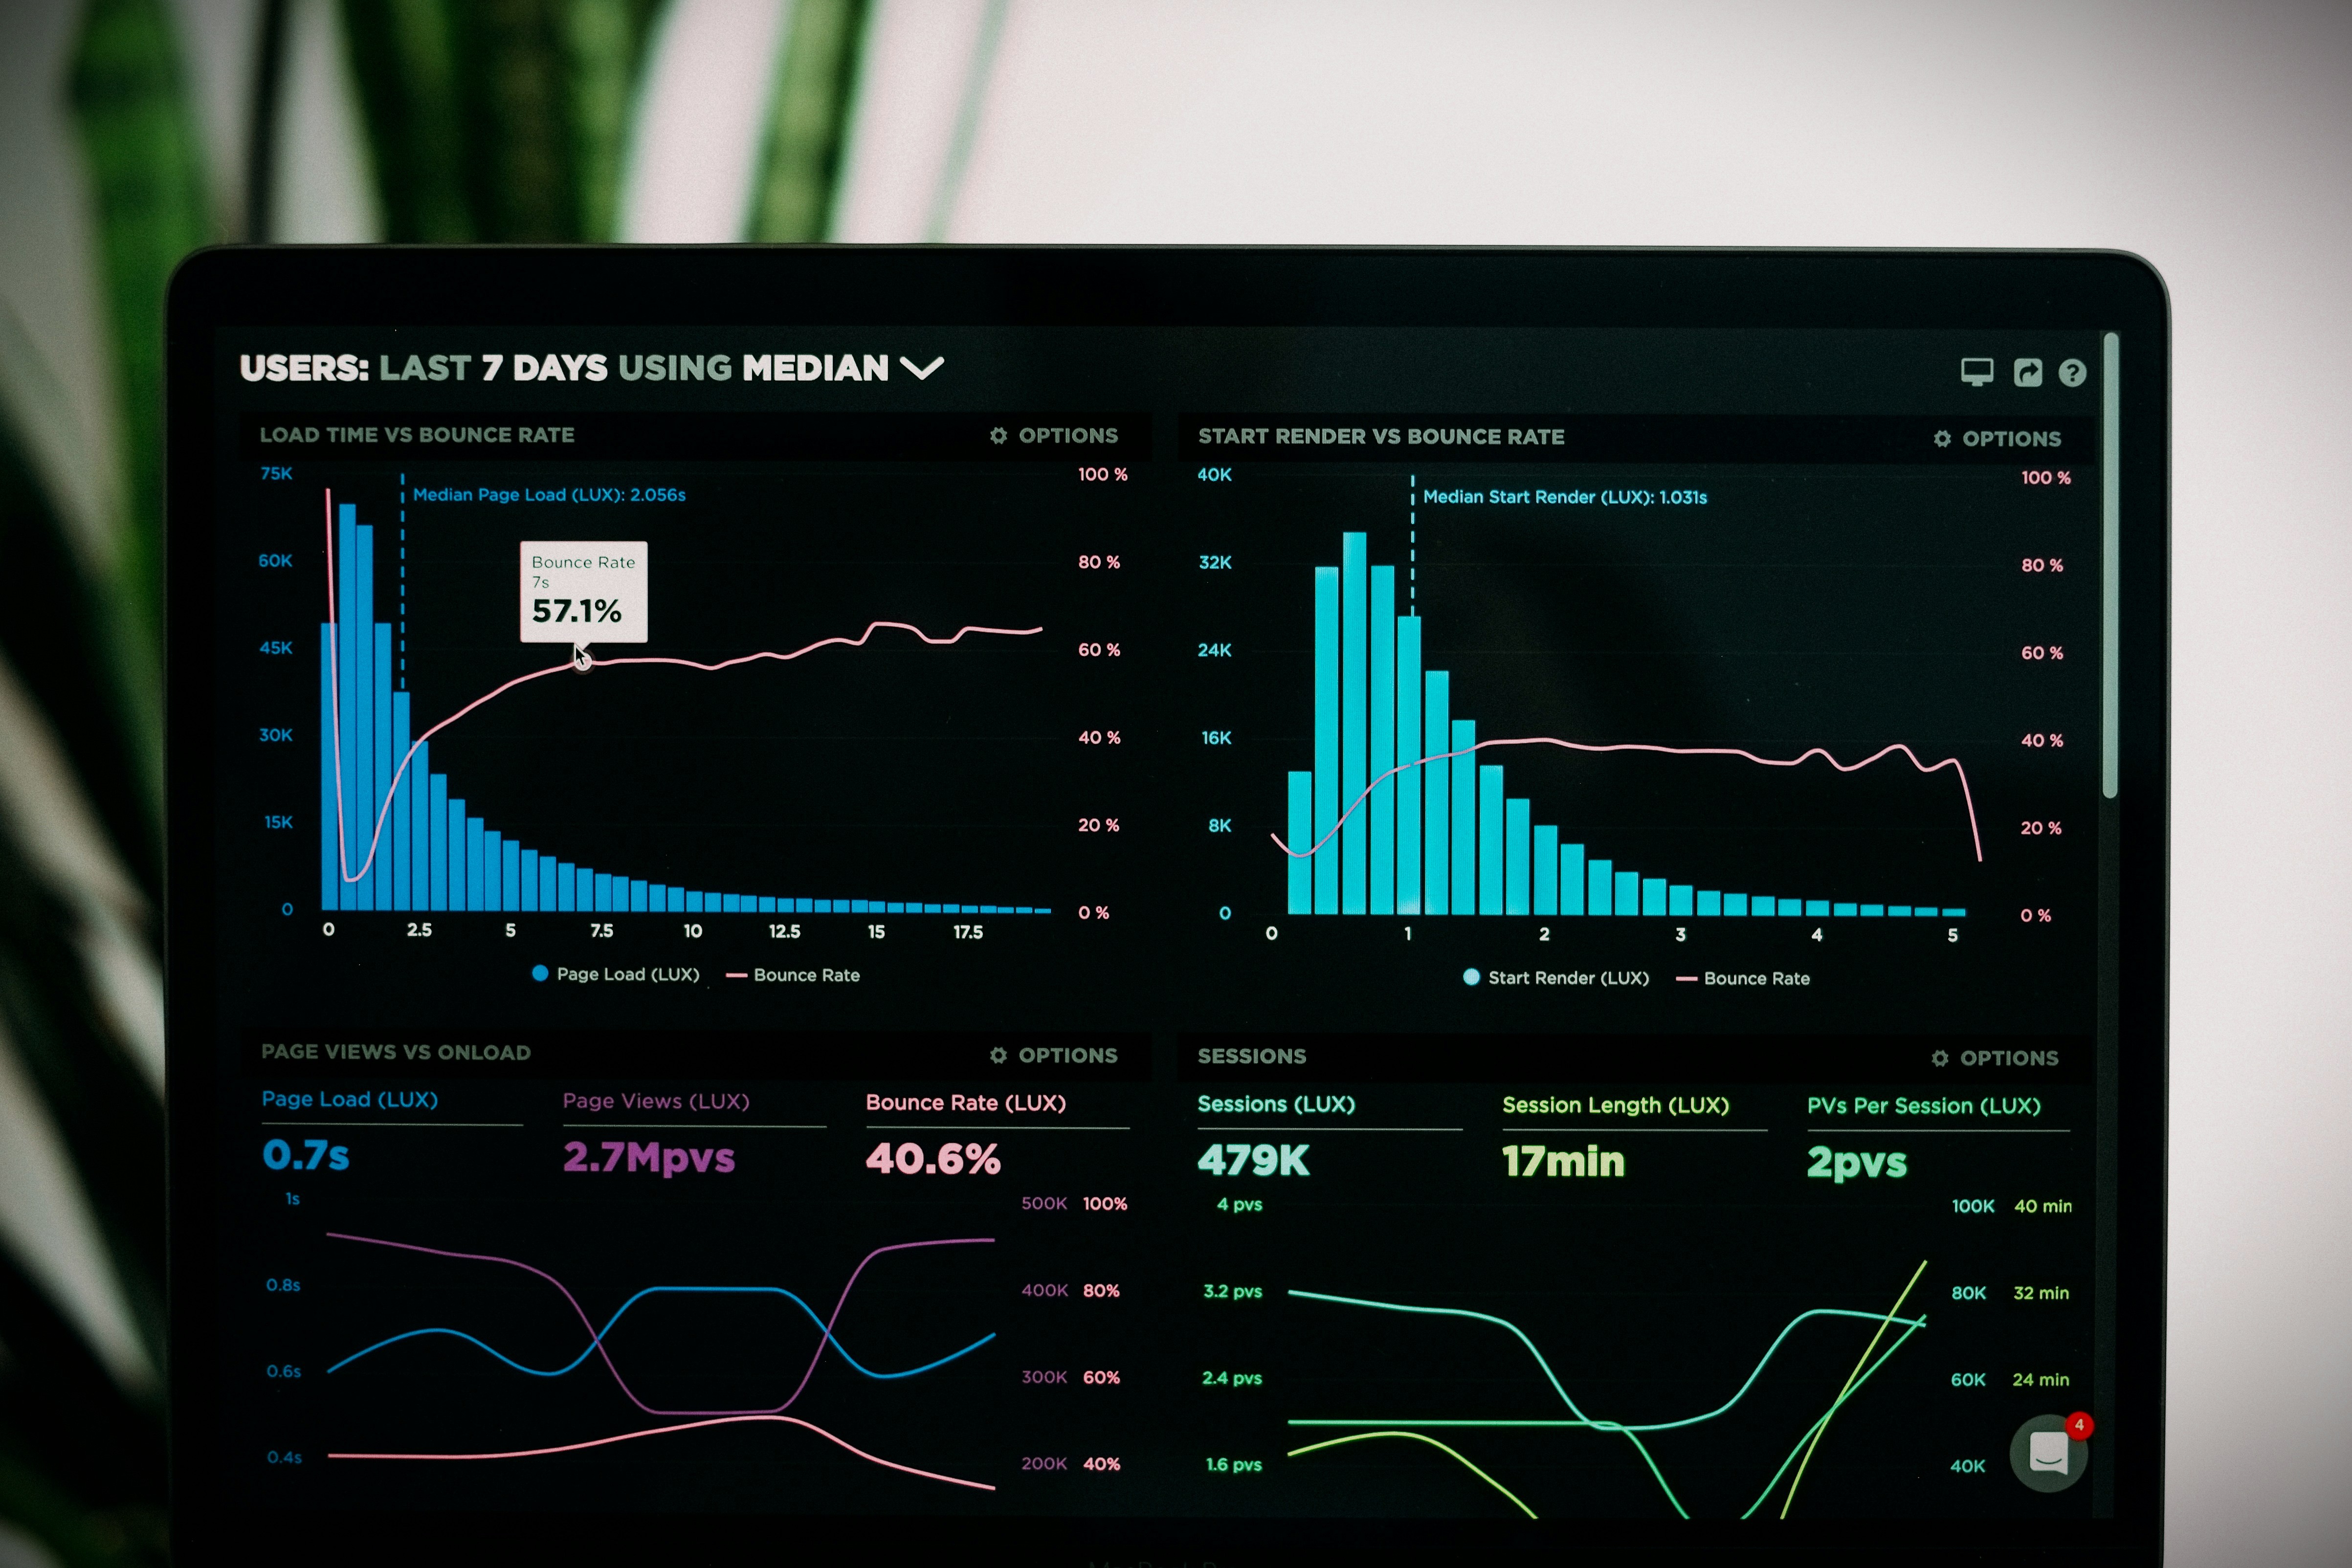 USERS: LAST 7 DAYS USING MEDIAN
LOAD TIME VS BOUNCE RATE
OPTIONS
75K
60K
45K
30K
15K
0
Median Page Load (LUX): 2.056s
Bounce Rate
7s
57.1%
100 %
80 %
60 %
40 %
20 %
0 %
0 2.5 5 7.5 10 12.5 15 17.5
Page Load (LUX) Bounce Rate
START RENDER VS BOUNCE RATE
OPTIONS
40K
32K
24K
16K
8K
0
Median Start Render (LUX): 1.031s
100 %
80 %
60 %
40 %
20 %
0 %
0 1 2 3 4 5
Start Render (LUX) Bounce Rate
PAGE VIEWS VS ONLOAD
OPTIONS
Page Load (LUX) Page Views (LUX) Bounce Rate (LUX)
0.7s 2.7Mpvs 40.6%
1s
0.8s
0.6s
0.4s
500K 100%
400K 80%
300K 60%
200K 40%
SESSIONS
OPTIONS
Sessions (LUX) Session Length (LUX) PVs Per Session (LUX)
479K 17min 2pvs
4 pvs
3.2 pvs
2.4 pvs
1.6 pvs
100K 40 min
80K 32 min
60K 24 min
40K
4